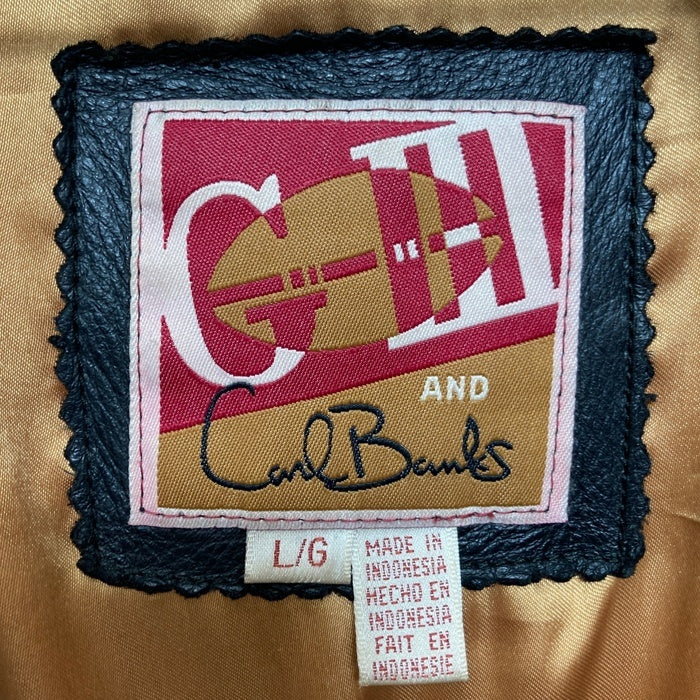 G-III
AND
Carl Banks
L/G
MADE IN
INDONESIA
HECHO EN
INDONESIA
FAIT EN
INDONESIE